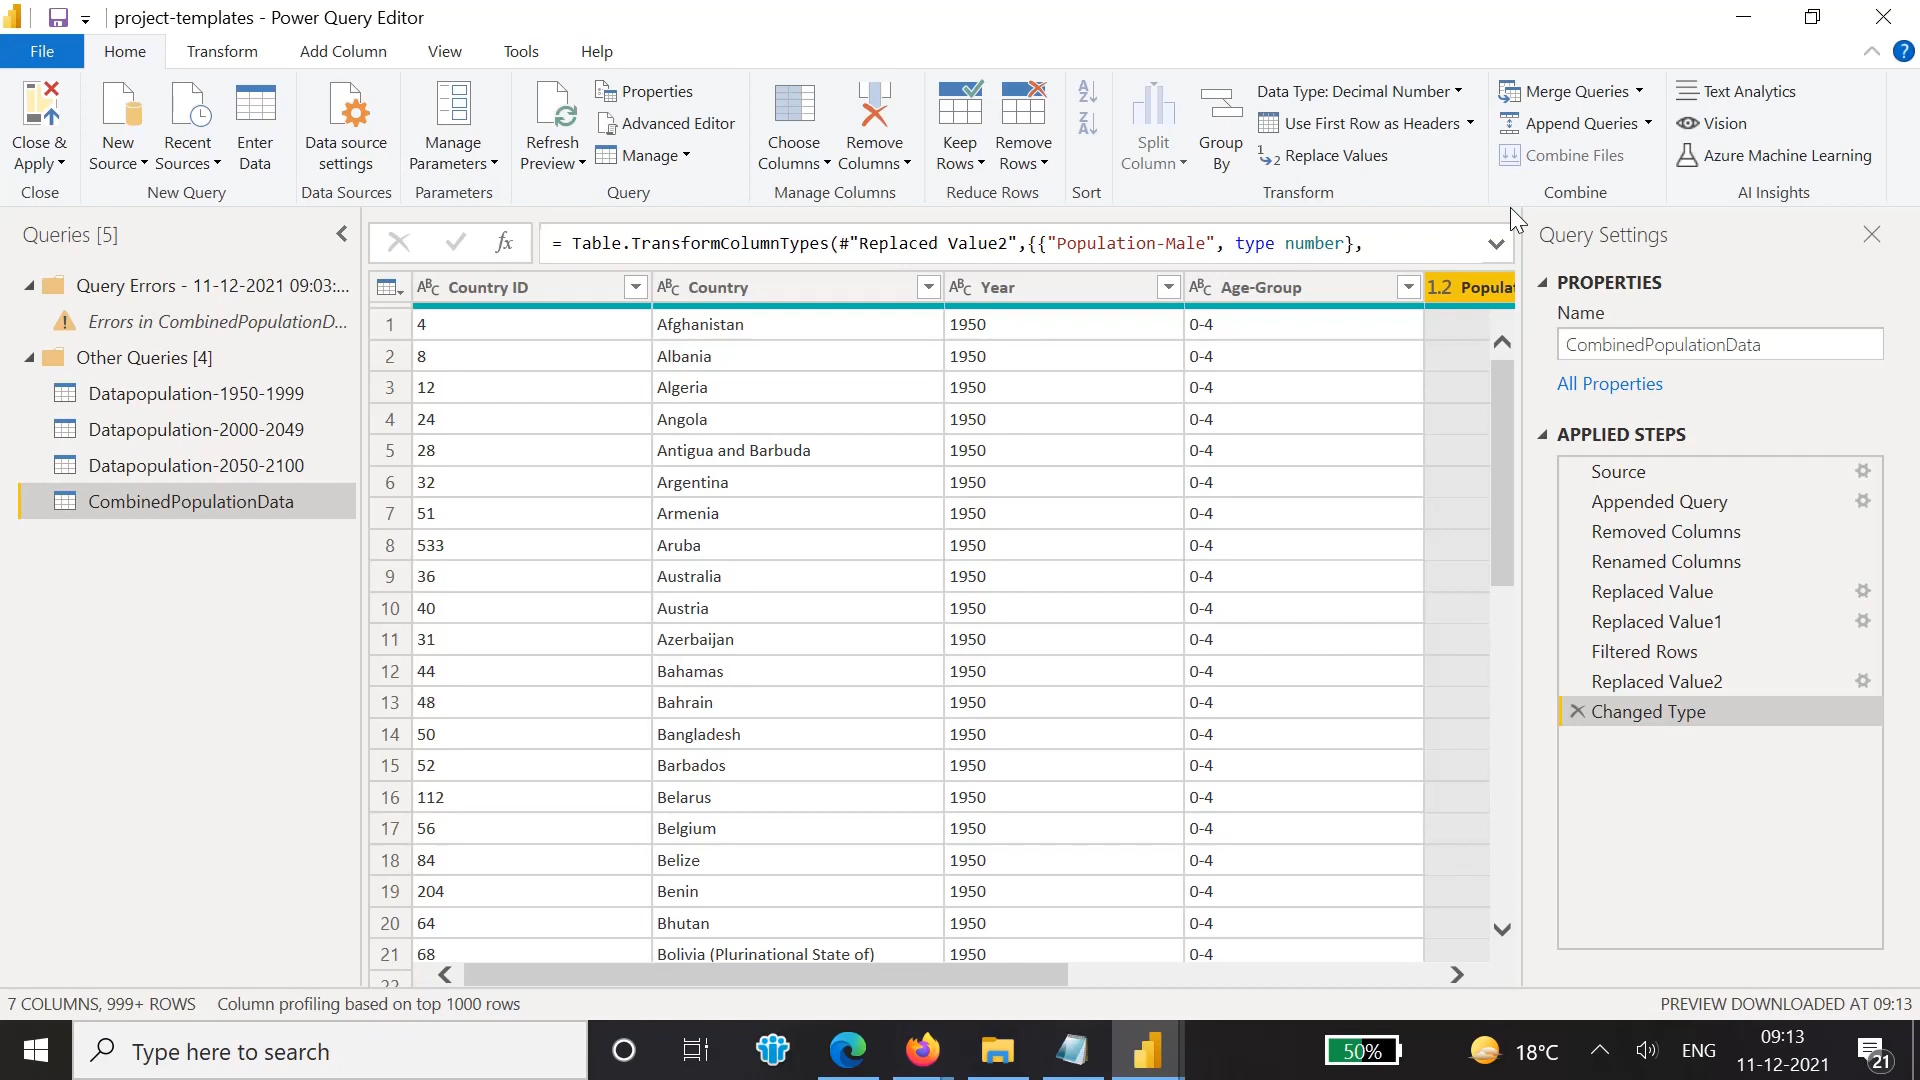 project-templates - Power Query Editor
File Home Transform Add Column View Tools Help
Close & Apply
Close
New Source
Recent Sources
Enter Data
New Query
Data source settings
Data Sources
Manage Parameters
Parameters
Refresh Preview
Properties
Advanced Editor
Manage
Query
Choose Columns
Remove Columns
Manage Columns
Keep Rows
Remove Rows
Reduce Rows
Sort
Split Column
Group By
Data Type: Decimal Number
Use First Row as Headers
Replace Values
Transform
Merge Queries
Append Queries
Combine Files
Combine
Text Analytics
Vision
Azure Machine Learning
AI Insights
Queries [5]
Query Errors - 11-12-2021 09:03:...
Errors in CombinedPopulationD...
Other Queries [4]
Datapopulation-1950-1999
Datapopulation-2000-2049
Datapopulation-2050-2100
CombinedPopulationData
fx = Table.TransformColumnTypes(#"Replaced Value2",{{"Population-Male", type number},
Country ID Country Year Age-Group 1.2 Populat
1 4 Afghanistan 1950 0-4
2 8 Albania 1950 0-4
3 12 Algeria 1950 0-4
4 24 Angola 1950 0-4
5 28 Antigua and Barbuda 1950 0-4
6 32 Argentina 1950 0-4
7 51 Armenia 1950 0-4
8 533 Aruba 1950 0-4
9 36 Australia 1950 0-4
10 40 Austria 1950 0-4
11 31 Azerbaijan 1950 0-4
12 44 Bahamas 1950 0-4
13 48 Bahrain 1950 0-4
14 50 Bangladesh 1950 0-4
15 52 Barbados 1950 0-4
16 112 Belarus 1950 0-4
17 56 Belgium 1950 0-4
18 84 Belize 1950 0-4
19 204 Benin 1950 0-4
20 64 Bhutan 1950 0-4
21 68 Bolivia (Plurinational State of) 1950 0-4
22
Query Settings
PROPERTIES
Name
CombinedPopulationData
All Properties
APPLIED STEPS
Source
Appended Query
Removed Columns
Renamed Columns
Replaced Value
Replaced Value1
Filtered Rows
Replaced Value2
Changed Type
7 COLUMNS, 999+ ROWS Column profiling based on top 1000 rows
PREVIEW DOWNLOADED AT 09:13
Type here to search
50%
18°C
ENG
09:13
11-12-2021
21